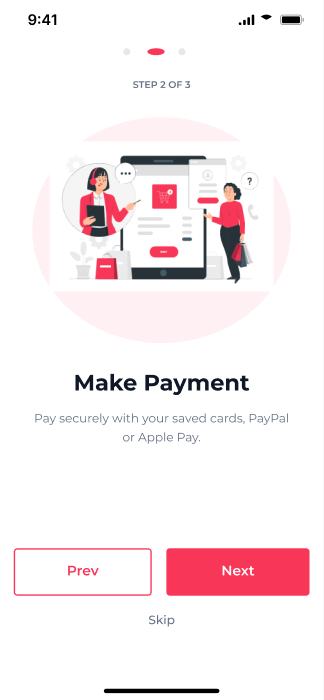 9:41
STEP 2 OF 3
?
Make Payment
Pay securely with your saved cards, PayPal
or Apple Pay.
Prev
Next
Skip